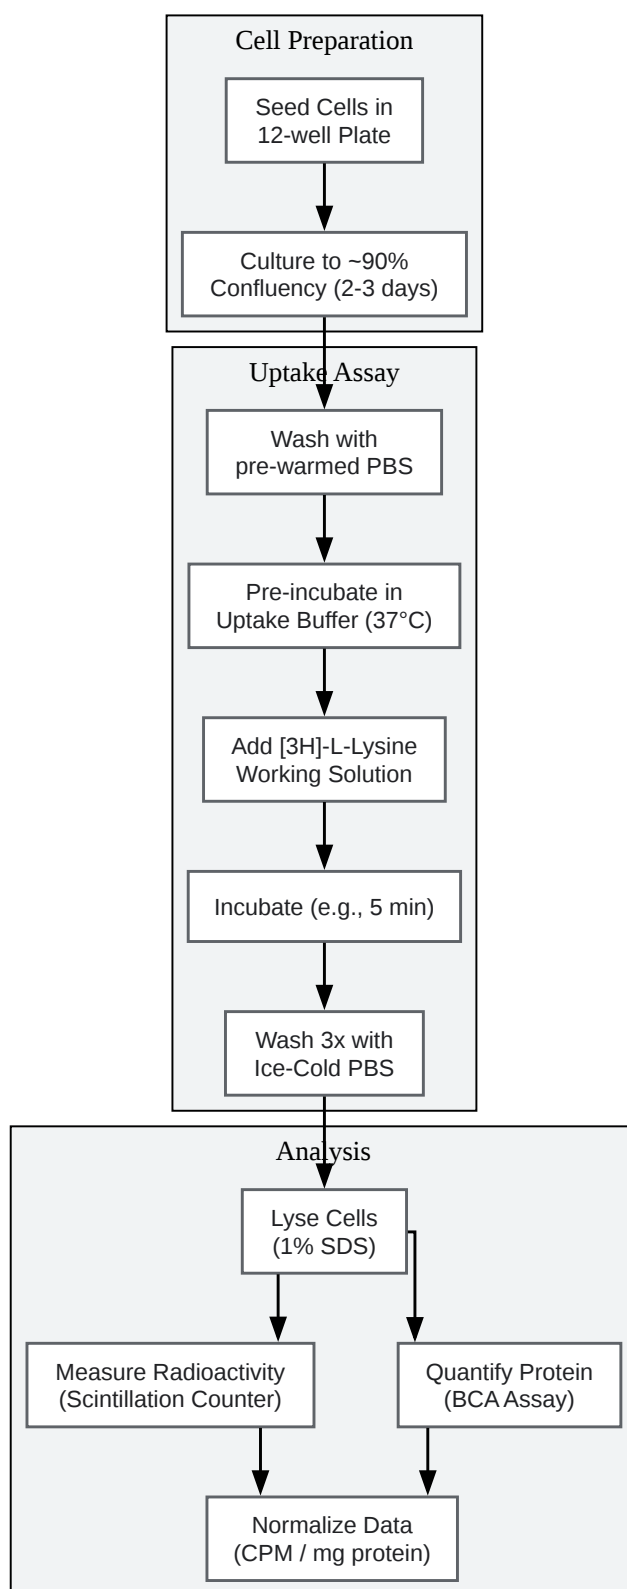 Cell Preparation
Seed Cells in
12-well Plate
Culture to ~90%
Confluency (2-3 days)
Uptake Assay
Wash with
pre-warmed PBS
Pre-incubate in
Uptake Buffer (37°C)
Add [3H]-L-Lysine
Working Solution
Incubate (e.g., 5 min)
Wash 3x with
Ice-Cold PBS
Analysis
Lyse Cells
(1% SDS)
Measure Radioactivity
(Scintillation Counter)
Quantify Protein
(BCA Assay)
Normalize Data
(CPM / mg protein)